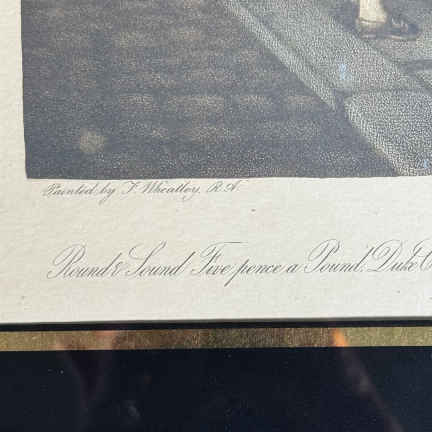 Painted by F. Wheatley, R.A.
Round & Sound Five pence a Pound. Duke